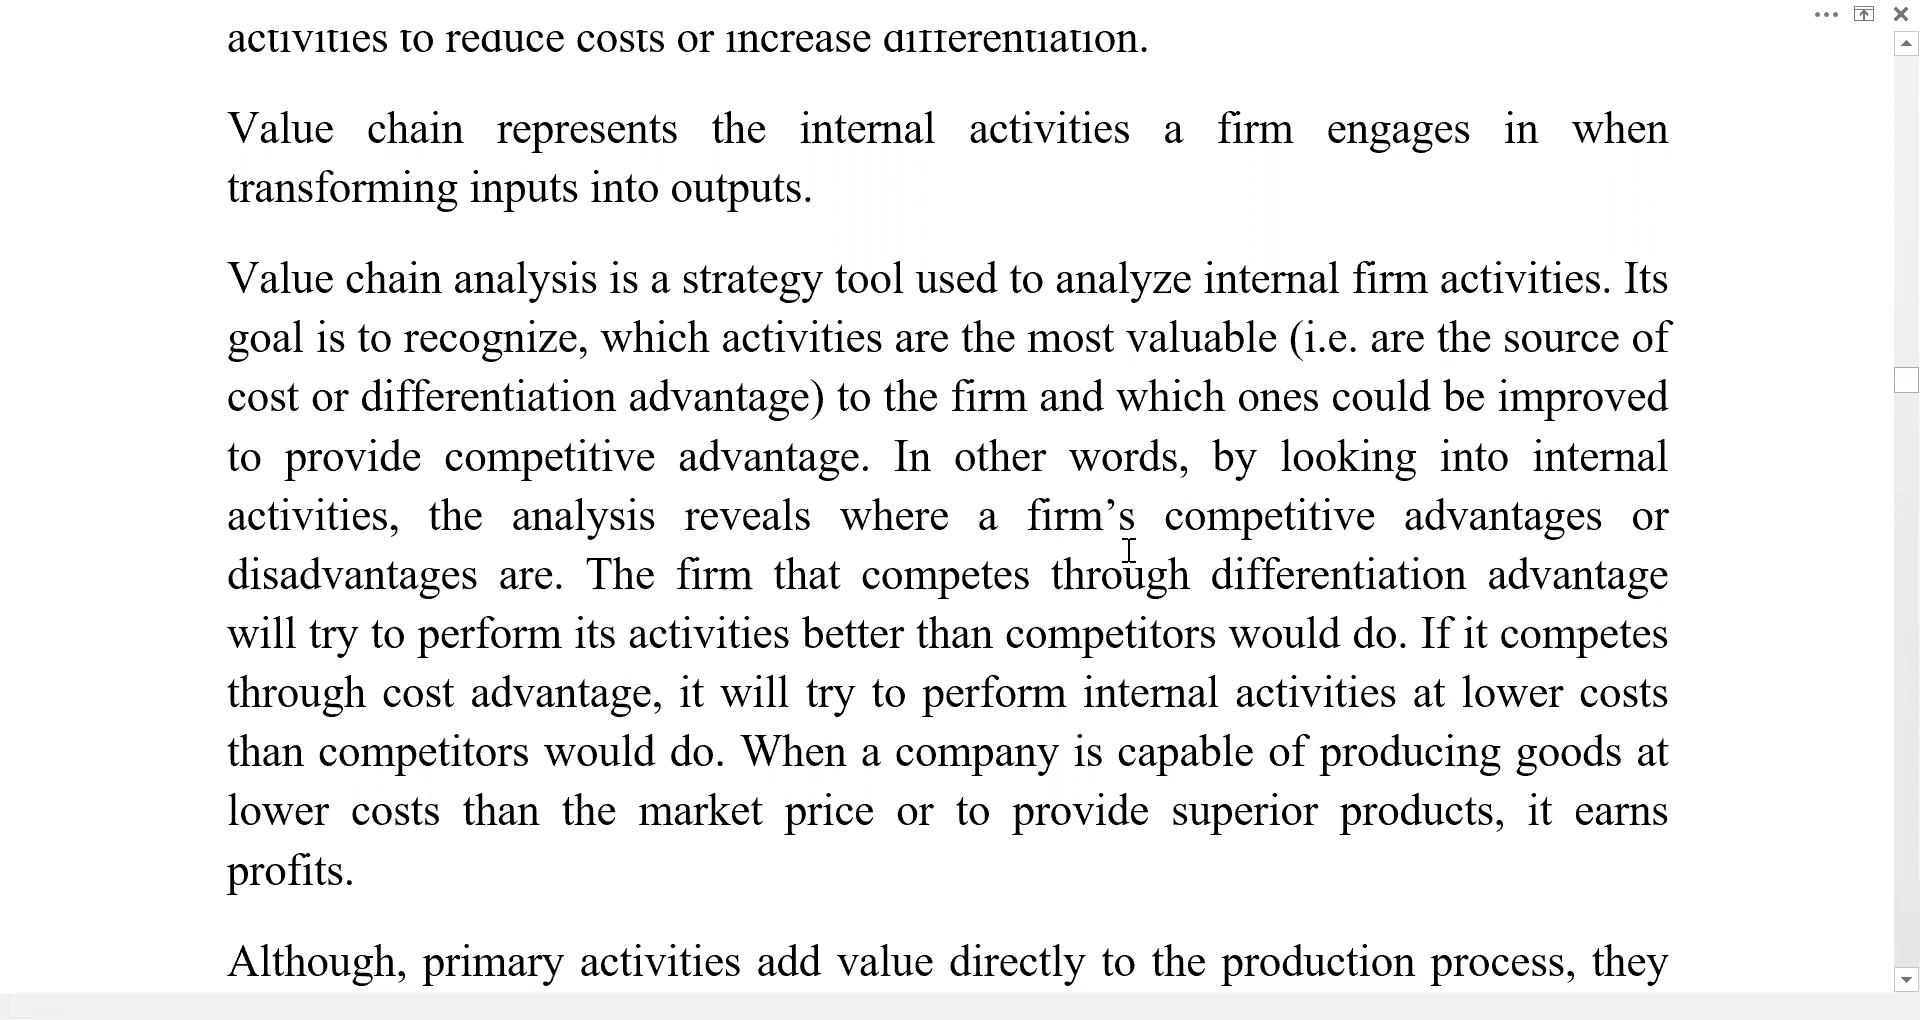 activities to reduce costs or increase differentiation.
Value chain represents the internal activities a firm engages in when
transforming inputs into outputs.
Value chain analysis is a strategy tool used to analyze internal firm activities. Its
goal is to recognize, which activities are the most valuable (i.e. are the source of
cost or differentiation advantage) to the firm and which ones could be improved
to provide competitive advantage. In other words, by looking into internal
activities, the analysis reveals where a firm’s competitive advantages or
disadvantages are. The firm that competes through differentiation advantage
will try to perform its activities better than competitors would do. If it competes
through cost advantage, it will try to perform internal activities at lower costs
than competitors would do. When a company is capable of producing goods at
lower costs than the market price or to provide superior products, it earns
profits.
Although, primary activities add value directly to the production process, they